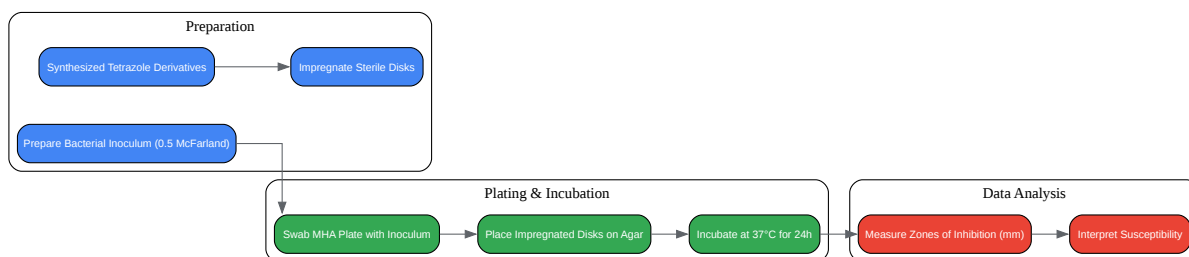 Preparation
Synthesized Tetrazole Derivatives
Impregnate Sterile Disks
Prepare Bacterial Inoculum (0.5 McFarland)
Plating & Incubation
Swab MHA Plate with Inoculum
Place Impregnated Disks on Agar
Incubate at 37°C for 24h
Data Analysis
Measure Zones of Inhibition (mm)
Interpret Susceptibility